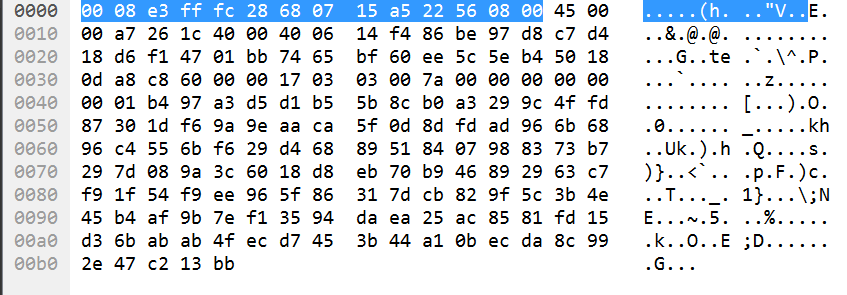 0000 00 08 e3 ff fc 28 68 07 15 a5 22 56 08 00 45 00 .....(h. .."V..E.
0010 00 a7 26 1c 40 00 40 06 14 f4 86 be 97 d8 c7 d4 ..&.@.@. ........
0020 18 d6 f1 47 01 bb 74 65 bf 60 ee 5c 5e b4 50 18 ...G..te .`.\^.P.
0030 0d a8 c8 60 00 00 17 03 03 00 7a 00 00 00 00 00 ...`.... ..z.....
0040 00 01 b4 97 a3 d5 d1 b5 5b 8c b0 a3 29 9c 4f fd ........ [...).O.
0050 87 30 1d f6 9a 9e aa ca 5f 0d 8d fd ad 96 6b 68 .0...... _.....kh
0060 96 c4 55 6b f6 29 d4 68 89 51 84 07 98 83 73 b7 ..Uk.).h .Q....s.
0070 29 7d 08 9a 3c 60 18 d8 eb 70 b9 46 89 29 63 c7 )}..<`.. .p.F.)c.
0080 f9 1f 54 f9 ee 96 5f 86 31 7d cb 82 9f 5c 3b 4e ..T..._. 1}...\;N
0090 45 b4 af 9b 7e f1 35 94 da ea 25 ac 85 81 fd 15 E...~.5. ..%.....
00a0 d3 6b ab ab 4f ec d7 45 3b 44 a1 0b ec da 8c 99 .k..O..E ;D......
00b0 2e 47 c2 13 bb .G...